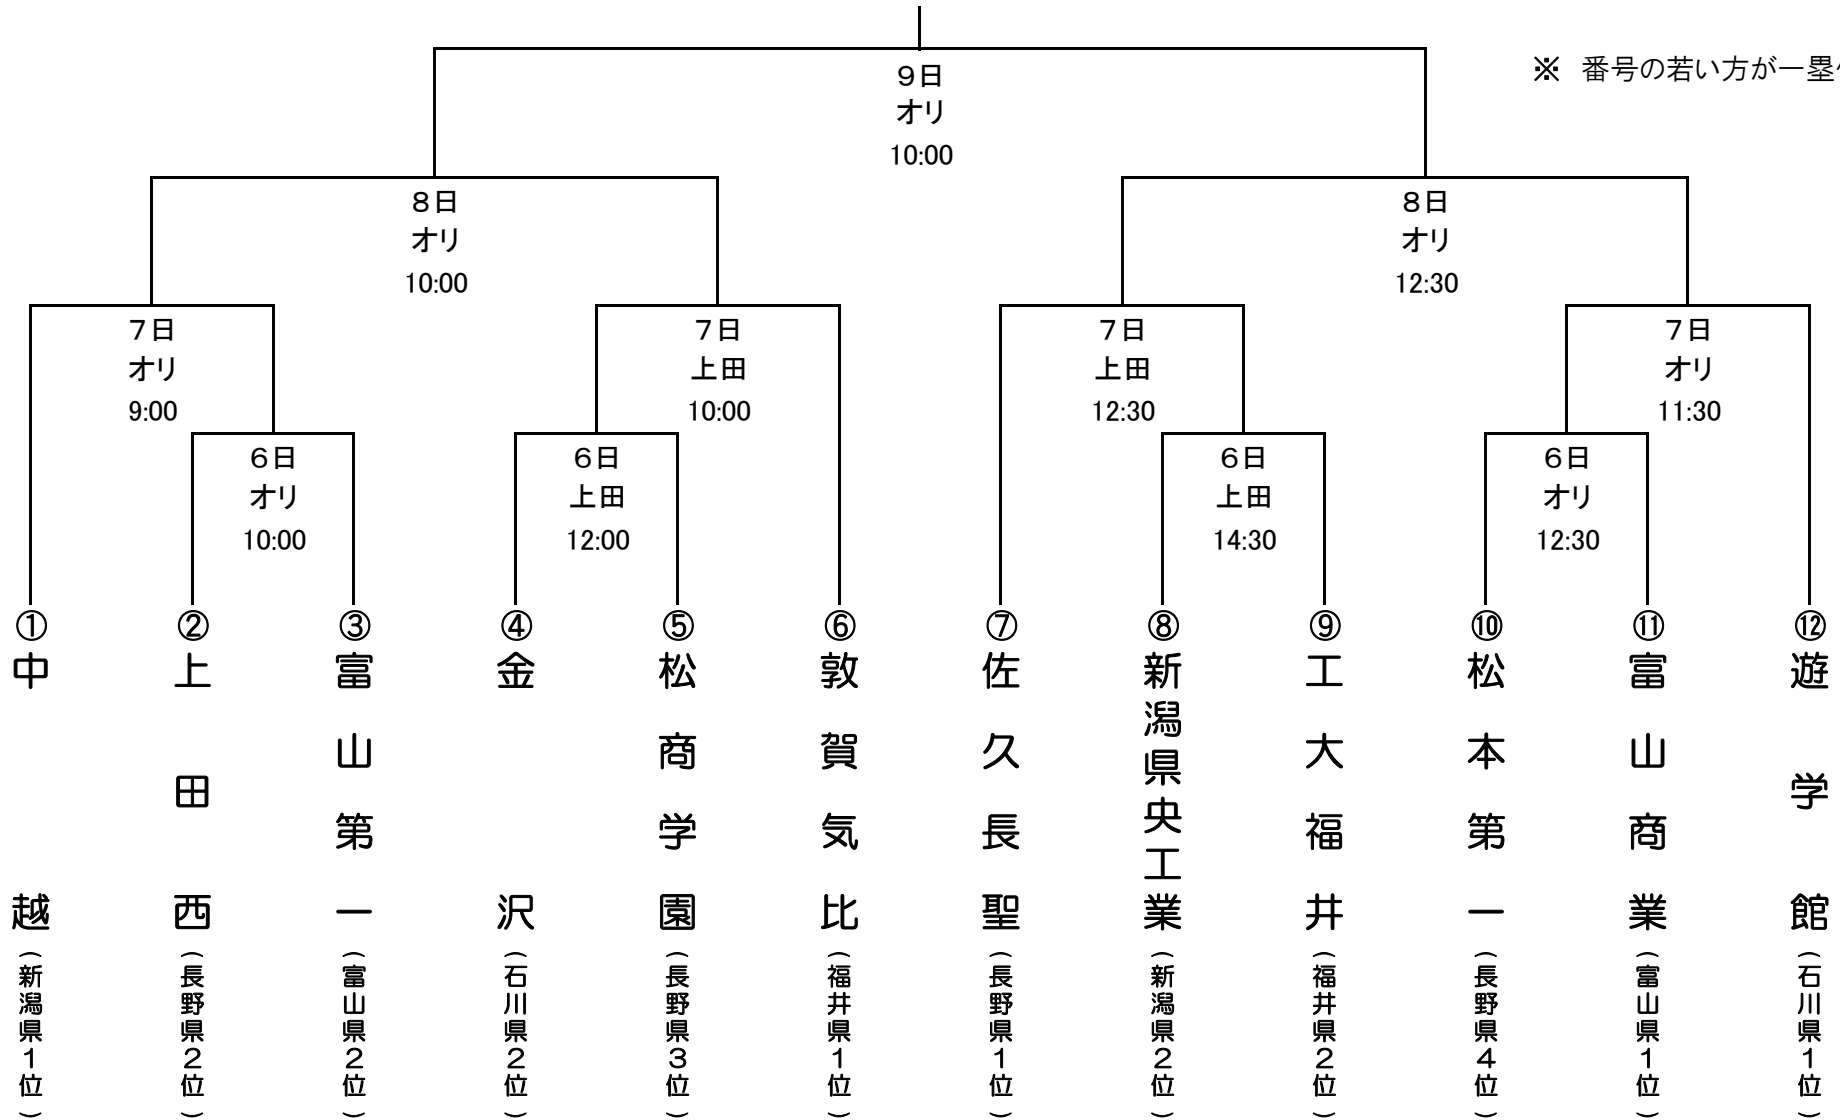 ※ 番号の若い方が一塁
9日
オリ
10:00
8日
オリ
10:00
8日
オリ
12:30
7日
オリ
9:00
7日
上田
10:00
7日
上田
12:30
7日
オリ
11:30
6日
オリ
10:00
6日
上田
12:00
6日
上田
14:30
6日
オリ
12:30
①
中越
(新潟県1位)
②
上田西
(長野県2位)
③
富山第一
(富山県2位)
④
金沢
(石川県2位)
⑤
松商学園
(長野県3位)
⑥
敦賀気比
(福井県1位)
⑦
佐久長聖
(長野県1位)
⑧
新潟県央工業
(新潟県2位)
⑨
工大福井
(福井県2位)
⑩
松本第一
(長野県4位)
⑪
富山商業
(富山県1位)
⑫
遊学館
(石川県1位)